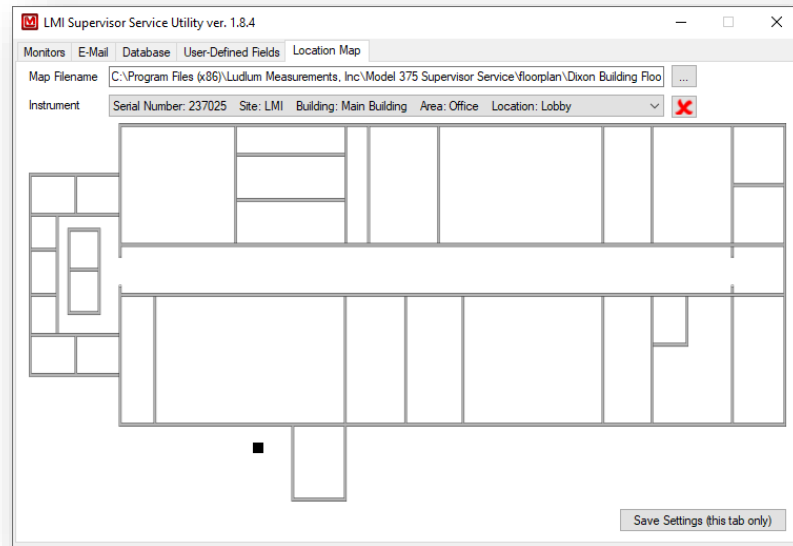 LMI Supervisor Service Utility ver. 1.8.4
Monitors E-Mail Database User-Defined Fields Location Map
Map Filename C:\Program Files (x86)\Ludlum Measurements, Inc\Model 375 Supervisor Service\floorplan\Dixon Building Floo ...
Instrument Serial Number: 237025 Site: LMI Building: Main Building Area: Office Location: Lobby
Save Settings (this tab only)